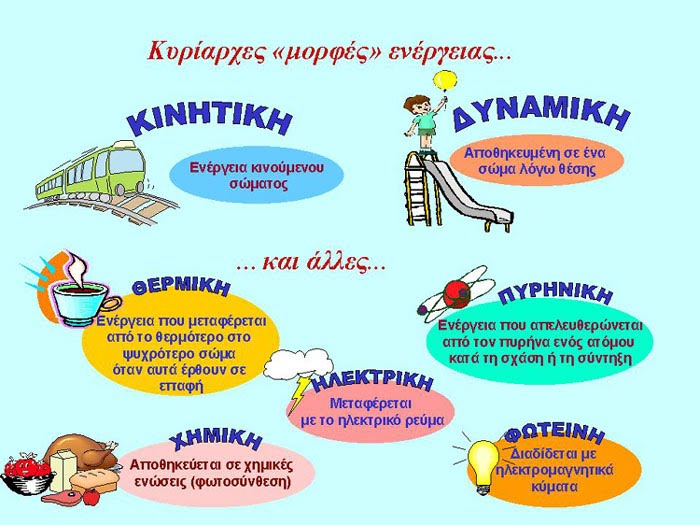 Κυρίαρχες «μορφές» ενέργειας...
ΚΙΝΗΤΙΚΗ
Ενέργεια κινούμενου
σώματος
ΔΥΝΑΜΙΚΗ
Αποθηκευμένη σε ένα
σώμα λόγω θέσης
... και άλλες...
ΘΕΡΜΙΚΗ
Ενέργεια που μεταφέρεται
από το θερμότερο στο
ψυχρότερο σώμα
όταν αυτά έρθουν σε
επαφή
ΠΥΡΗΝΙΚΗ
Ενέργεια που απελευθερώνεται
από τον πυρήνα ενός ατόμου
κατά τη σχάση ή τη σύντηξη
ΗΛΕΚΤΡΙΚΗ
Μεταφέρεται
με το ηλεκτρικό ρεύμα
ΧΗΜΙΚΗ
Αποθηκεύεται σε χημικές
ενώσεις (φωτοσύνθεση)
ΦΩΤΕΙΝΗ
Διαδίδεται με
ηλεκτρομαγνητικά
κύματα